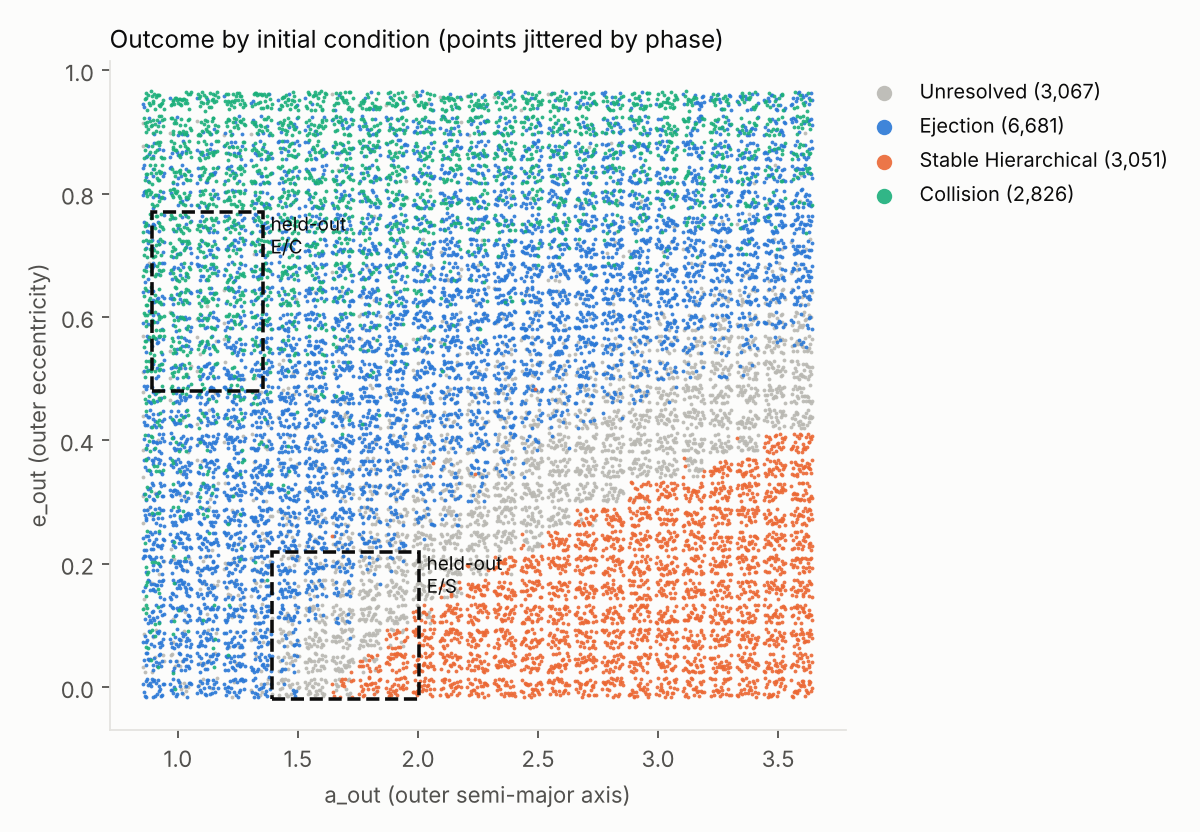 Outcome by initial condition (points jittered by phase)
1.0
0.8
0.6
0.4
0.2
0.0
e_out (outer eccentricity)
held-out
E/C
held-out
E/S
1.0
1.5
2.0
2.5
3.0
3.5
a_out (outer semi-major axis)
Unresolved (3,067)
Ejection (6,681)
Stable Hierarchical (3,051)
Collision (2,826)